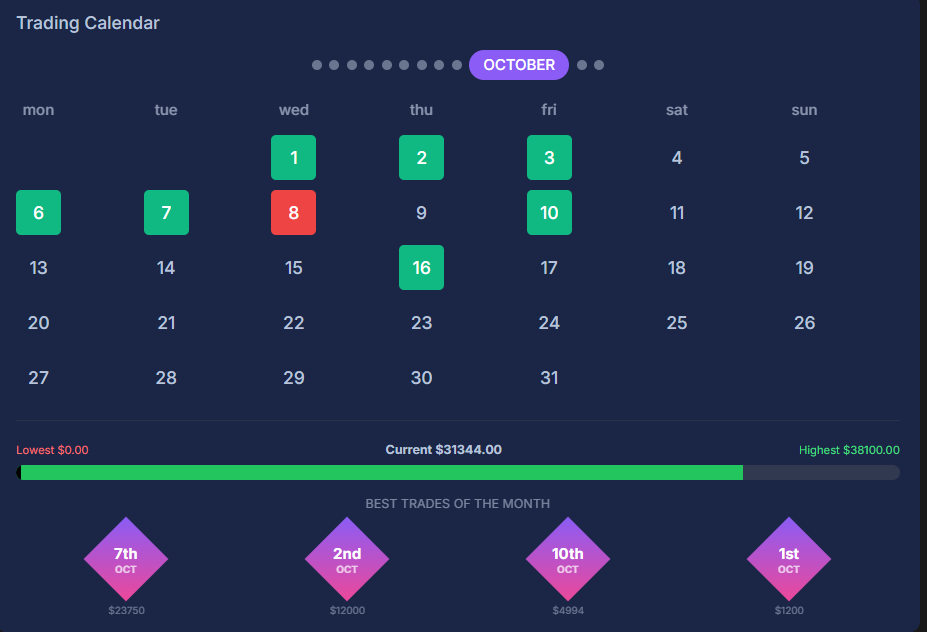 Trading Calendar
OCTOBER
mon tue wed thu fri sat sun
1 2 3 4 5
6 7 8 9 10 11 12
13 14 15 16 17 18 19
20 21 22 23 24 25 26
27 28 29 30 31
Lowest $0.00 Current $31344.00 Highest $38100.00
BEST TRADES OF THE MONTH
7th 2nd 10th 1st
OCT OCT OCT OCT
$23750 $12000 $4994 $1200